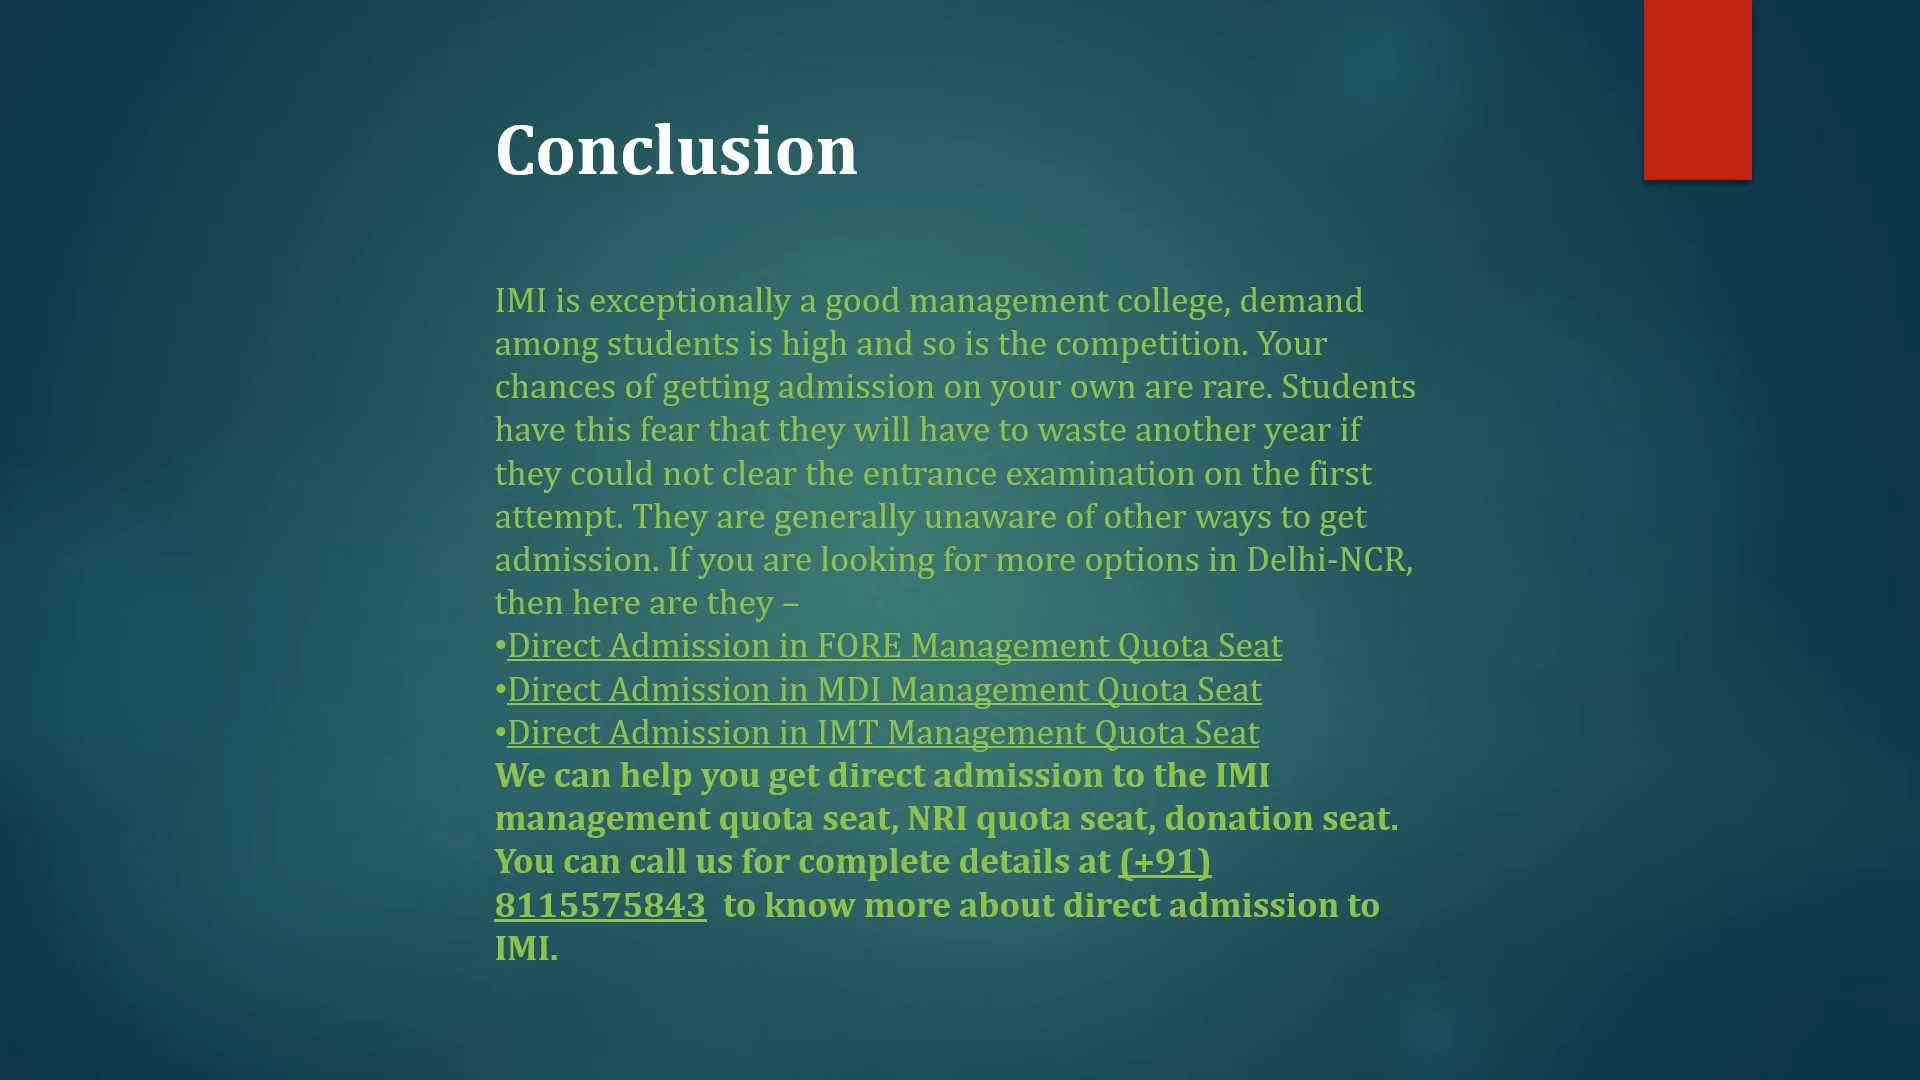 Conclusion
IMI is exceptionally a good management college, demand
among students is high and so is the competition. Your
chances of getting admission on your own are rare. Students
have this fear that they will have to waste another year if
they could not clear the entrance examination on the first
attempt. They are generally unaware of other ways to get
admission. If you are looking for more options in Delhi-NCR,
then here are they –
•Direct Admission in FORE Management Quota Seat
•Direct Admission in MDI Management Quota Seat
•Direct Admission in IMT Management Quota Seat
We can help you get direct admission to the IMI
management quota seat, NRI quota seat, donation seat.
You can call us for complete details at (+91)
8115575843  to know more about direct admission to
IMI.